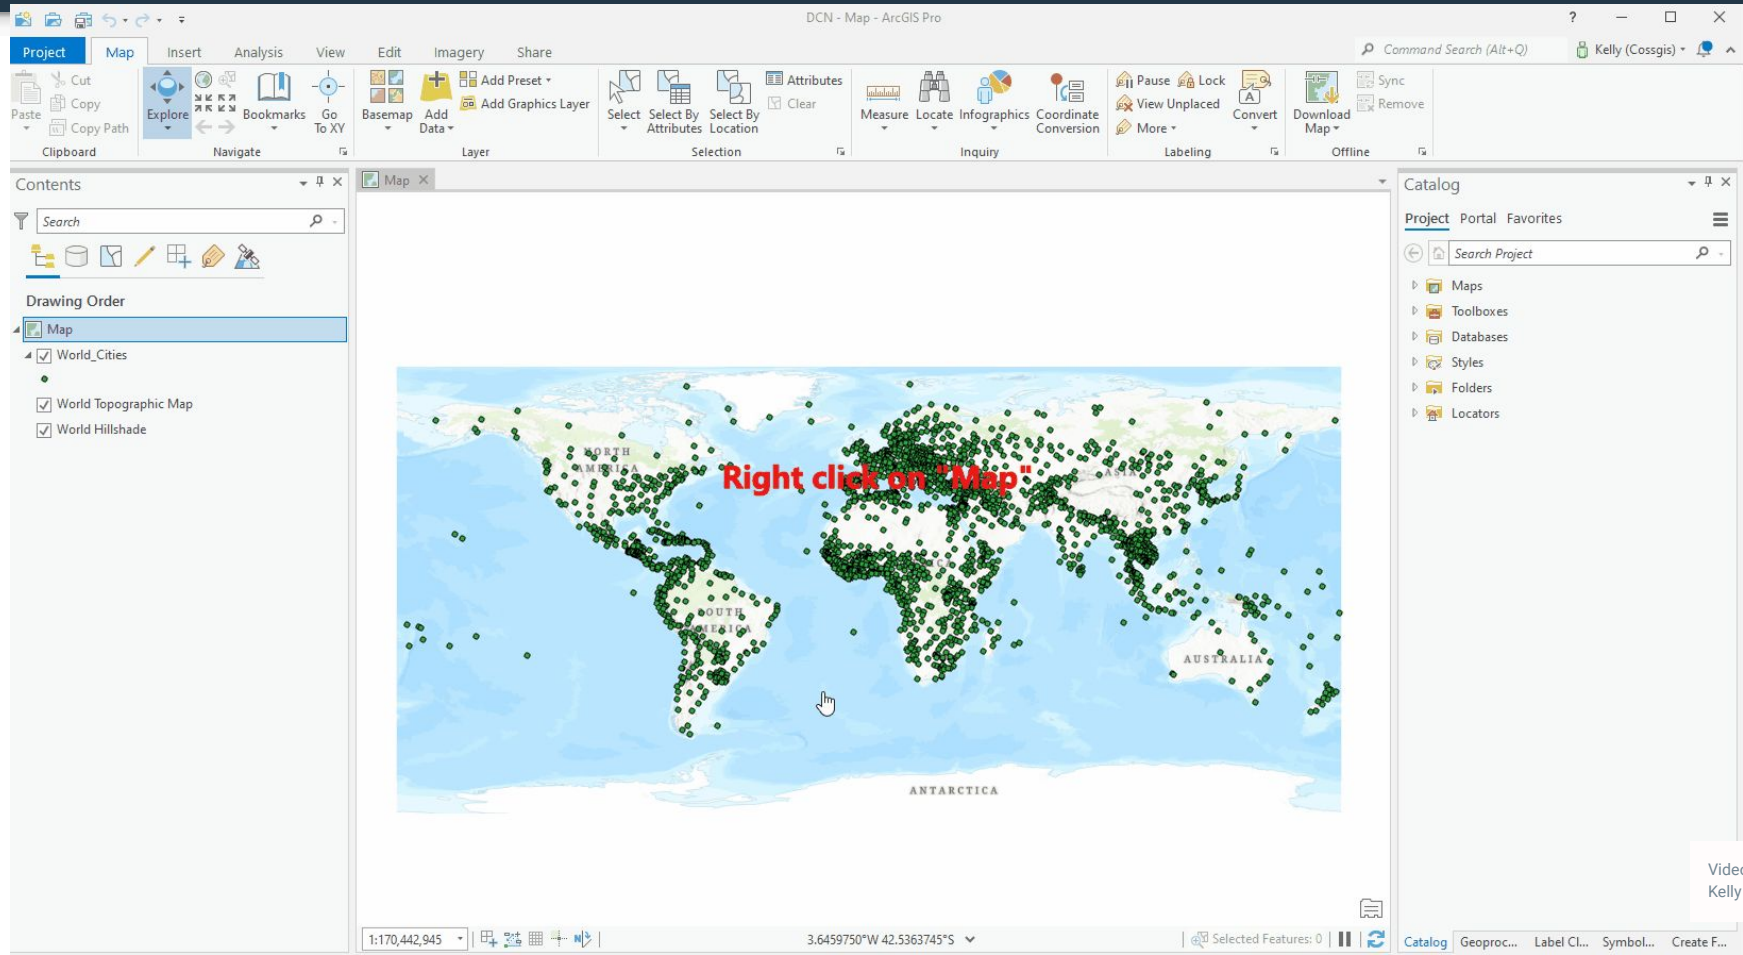 DCN - Map - ArcGIS Pro
?
Project Map Insert Analysis View Edit Imagery Share
Command Search (Alt+Q)
Kelly (Cossgis)
Paste
Cut
Copy
Copy Path
Clipboard
Explore
Bookmarks
Go To XY
Navigate
Basemap
Add Data
Add Preset
Add Graphics Layer
Layer
Select
Select By Attributes
Select By Location
Attributes
Clear
Selection
Measure
Locate
Infographics
Coordinate Conversion
Inquiry
Pause
Lock
View Unplaced
More
Convert
Labeling
Download Map
Sync
Remove
Offline
Contents
Search
Drawing Order
Map
World_Cities
World Topographic Map
World Hillshade
Map
NORTH
AMERICA
ASIA
Right click on "Map"
SOUTH
AMERICA
AUSTRALIA
ANTARCTICA
1:170,442,945
N
3.6459750°W 42.5363745°S
Selected Features: 0
Catalog
Project Portal Favorites
Search Project
Maps
Toolboxes
Databases
Styles
Folders
Locators
Video
Kelly
Catalog Geoproc... Label Cl... Symbol... Create F...